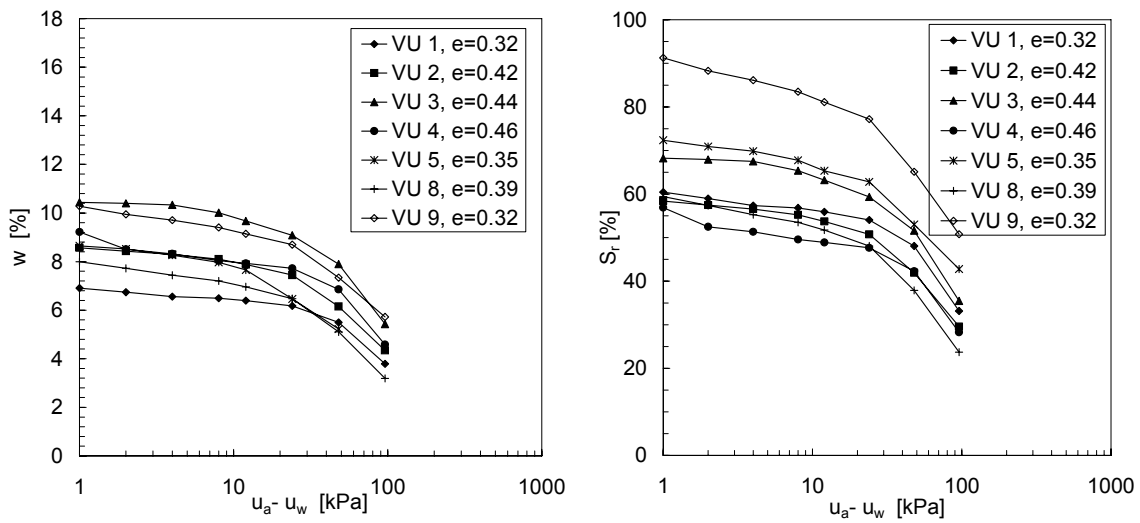 18
16
14
12
10
8
6
4
2
0
w [%]
1
10
100
1000
u_a - u_w [kPa]
VU 1, e=0.32
VU 2, e=0.42
VU 3, e=0.44
VU 4, e=0.46
VU 5, e=0.35
VU 8, e=0.39
VU 9, e=0.32
100
80
60
40
20
0
S_r [%]
1
10
100
1000
u_a - u_w [kPa]
VU 1, e=0.32
VU 2, e=0.42
VU 3, e=0.44
VU 4, e=0.46
VU 5, e=0.35
VU 8, e=0.39
VU 9, e=0.32